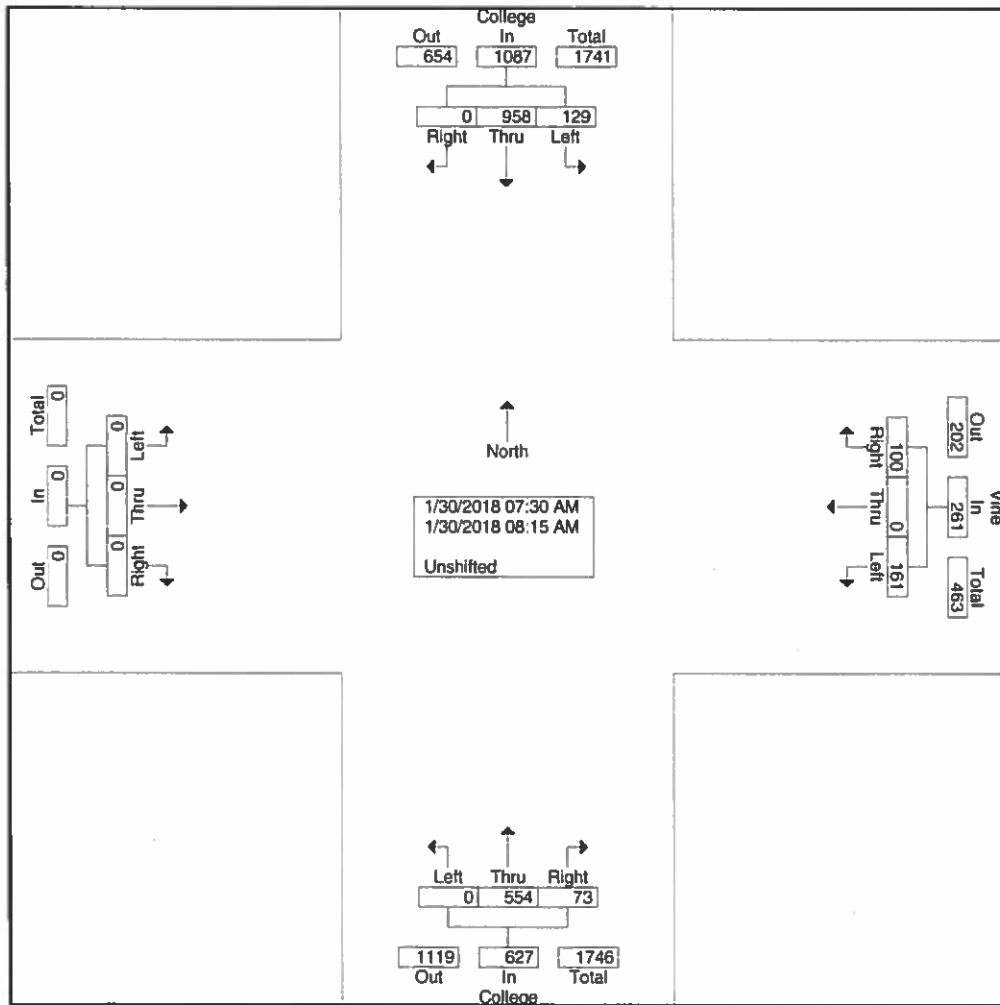 College
Out In Total
654 1087 1741
0 958 129
Right Thru Left
North
1/30/2018 07:30 AM
1/30/2018 08:15 AM
Unshifted
Total In Out
0 0 0
0 0 0
Left Thru Right
Vine
Out In Total
202 261 463
100 0 161
Right Thru Left
Left Thru Right
0 554 73
1119 627 1746
Out In Total
College